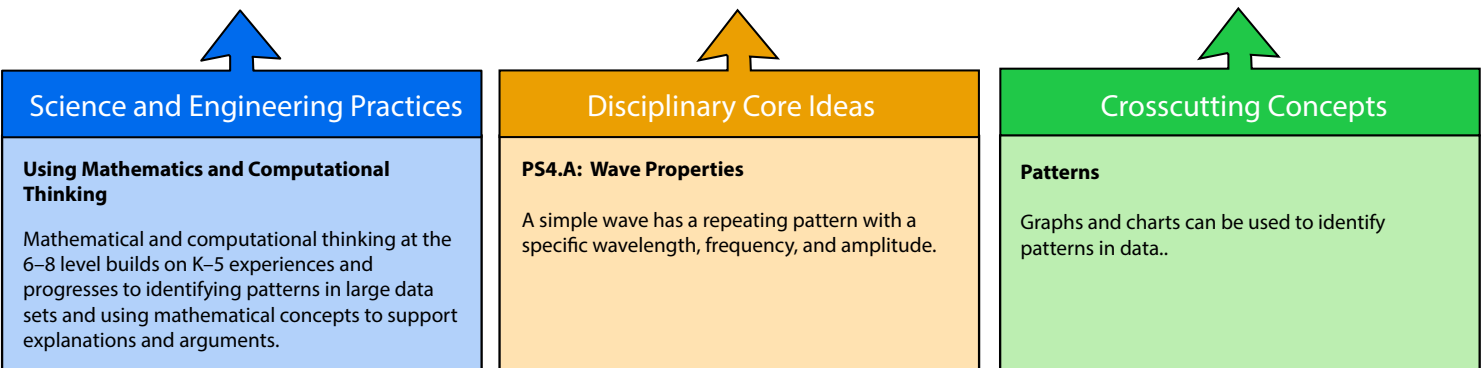 Science and Engineering Practices
Using Mathematics and Computational
Thinking
Mathematical and computational thinking at the
6–8 level builds on K–5 experiences and
progresses to identifying patterns in large data
sets and using mathematical concepts to support
explanations and arguments.
Disciplinary Core Ideas
PS4.A: Wave Properties
A simple wave has a repeating pattern with a
specific wavelength, frequency, and amplitude.
Crosscutting Concepts
Patterns
Graphs and charts can be used to identify
patterns in data..